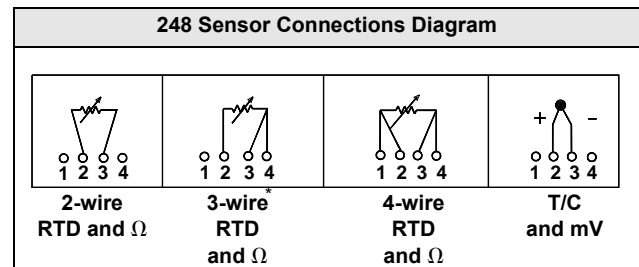 248 Sensor Connections Diagram
1 2 3 4
1 2 3 4
1 2 3 4
+ -
1 2 3 4
2-wire
RTD and Ω
3-wire*
RTD
and Ω
4-wire
RTD
and Ω
T/C
and mV